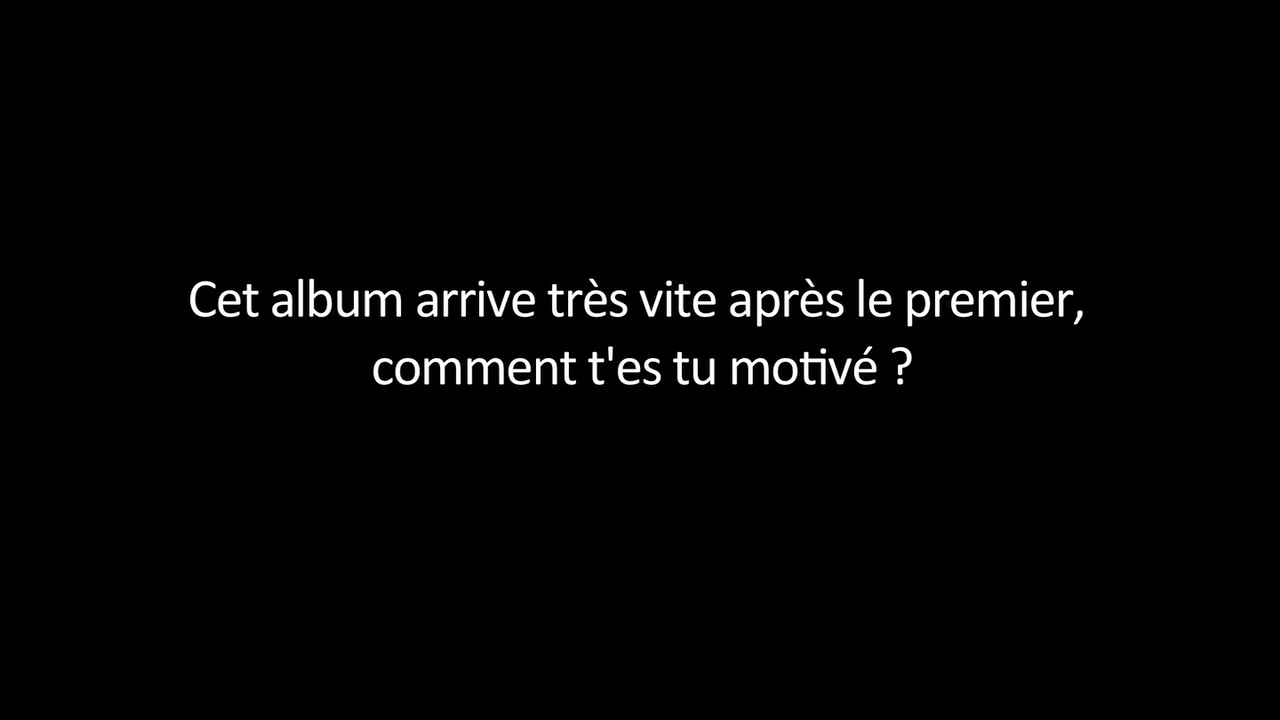 Cet album arrive très vite après le premier,
comment t'es tu motivé ?